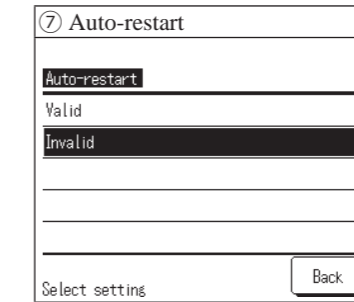 ⑦ Auto-restart
Auto-restart
Valid
Invalid
Back
Select setting